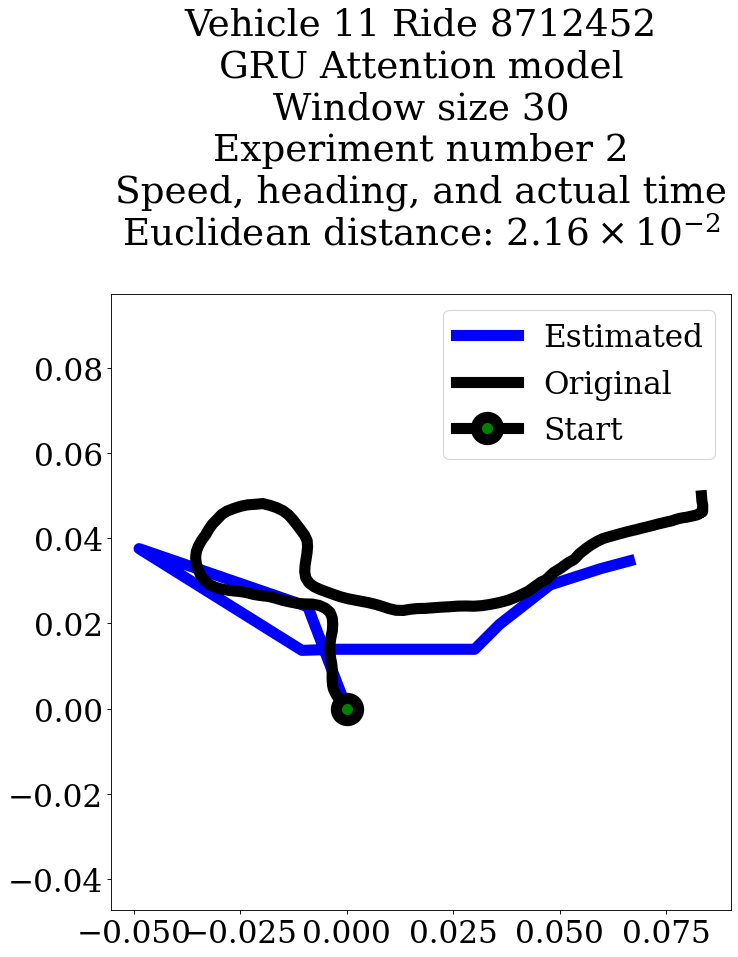 Vehicle 11 Ride 8712452
GRU Attention model
Window size 30
Experiment number 2
Speed, heading, and actual time
Euclidean distance: 2.16 × 10⁻²
Estimated
Original
Start
0.08
0.06
0.04
0.02
0.00
−0.02
−0.04
−0.050 −0.025 0.000 0.025 0.050 0.075